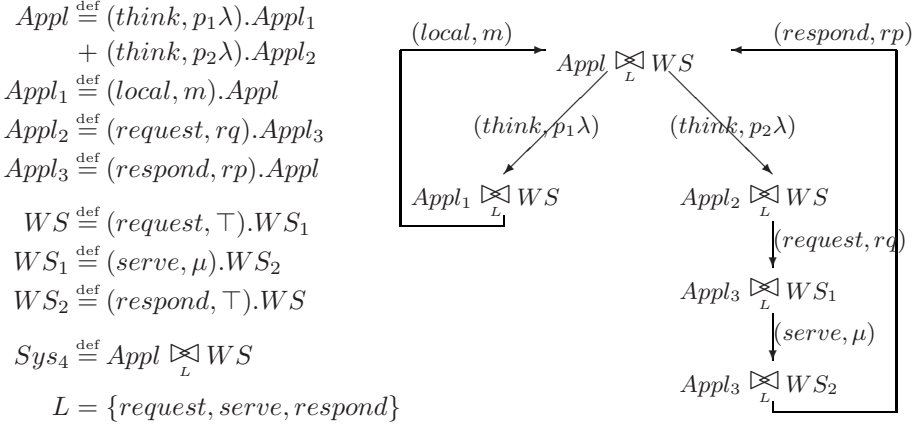 Appl ≝ (think, p₁λ).Appl₁
+ (think, p₂λ).Appl₂
Appl₁ ≝ (local, m).Appl
Appl₂ ≝ (request, rq).Appl₃
Appl₃ ≝ (respond, rp).Appl
WS ≝ (request, ⊤).WS₁
WS₁ ≝ (serve, μ).WS₂
WS₂ ≝ (respond, ⊤).WS
Sys₄ ≝ Appl ⋈_L WS
L = {request, serve, respond}
(local, m)
(respond, rp)
Appl ⋈_L WS
(think, p₁λ)
(think, p₂λ)
Appl₁ ⋈_L WS
Appl₂ ⋈_L WS
(request, rq)
Appl₃ ⋈_L WS₁
(serve, μ)
Appl₃ ⋈_L WS₂